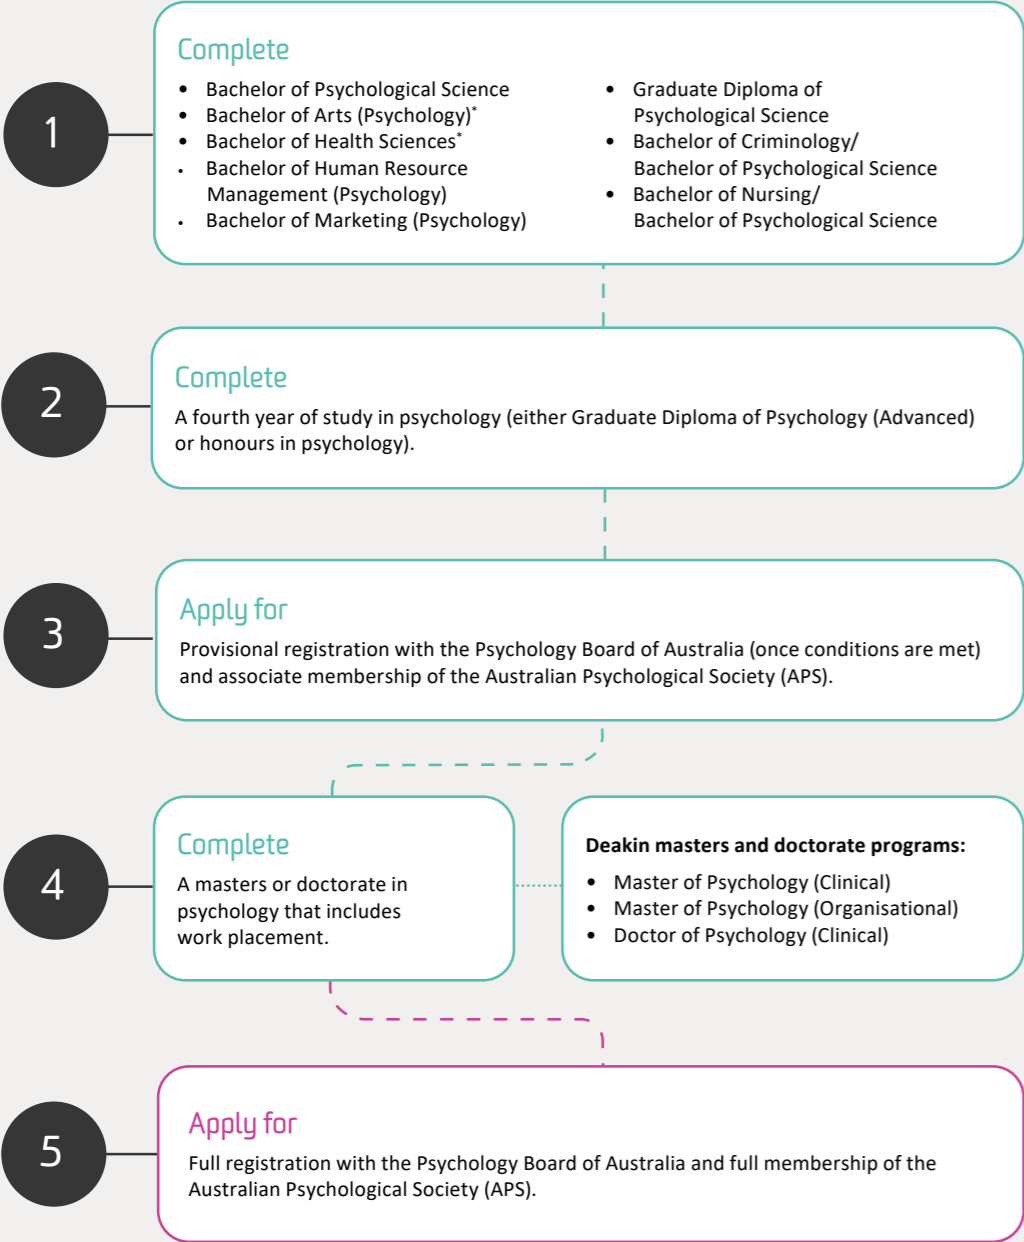 1
Complete
• Bachelor of Psychological Science
• Bachelor of Arts (Psychology)*
• Bachelor of Health Sciences*
• Bachelor of Human Resource
Management (Psychology)
• Bachelor of Marketing (Psychology)
• Graduate Diploma of
Psychological Science
• Bachelor of Criminology/
Bachelor of Psychological Science
• Bachelor of Nursing/
Bachelor of Psychological Science
2
Complete
A fourth year of study in psychology (either Graduate Diploma of Psychology (Advanced)
or honours in psychology).
3
Apply for
Provisional registration with the Psychology Board of Australia (once conditions are met)
and associate membership of the Australian Psychological Society (APS).
4
Complete
A masters or doctorate in
psychology that includes
work placement.
Deakin masters and doctorate programs:
• Master of Psychology (Clinical)
• Master of Psychology (Organisational)
• Doctor of Psychology (Clinical)
5
Apply for
Full registration with the Psychology Board of Australia and full membership of the
Australian Psychological Society (APS).